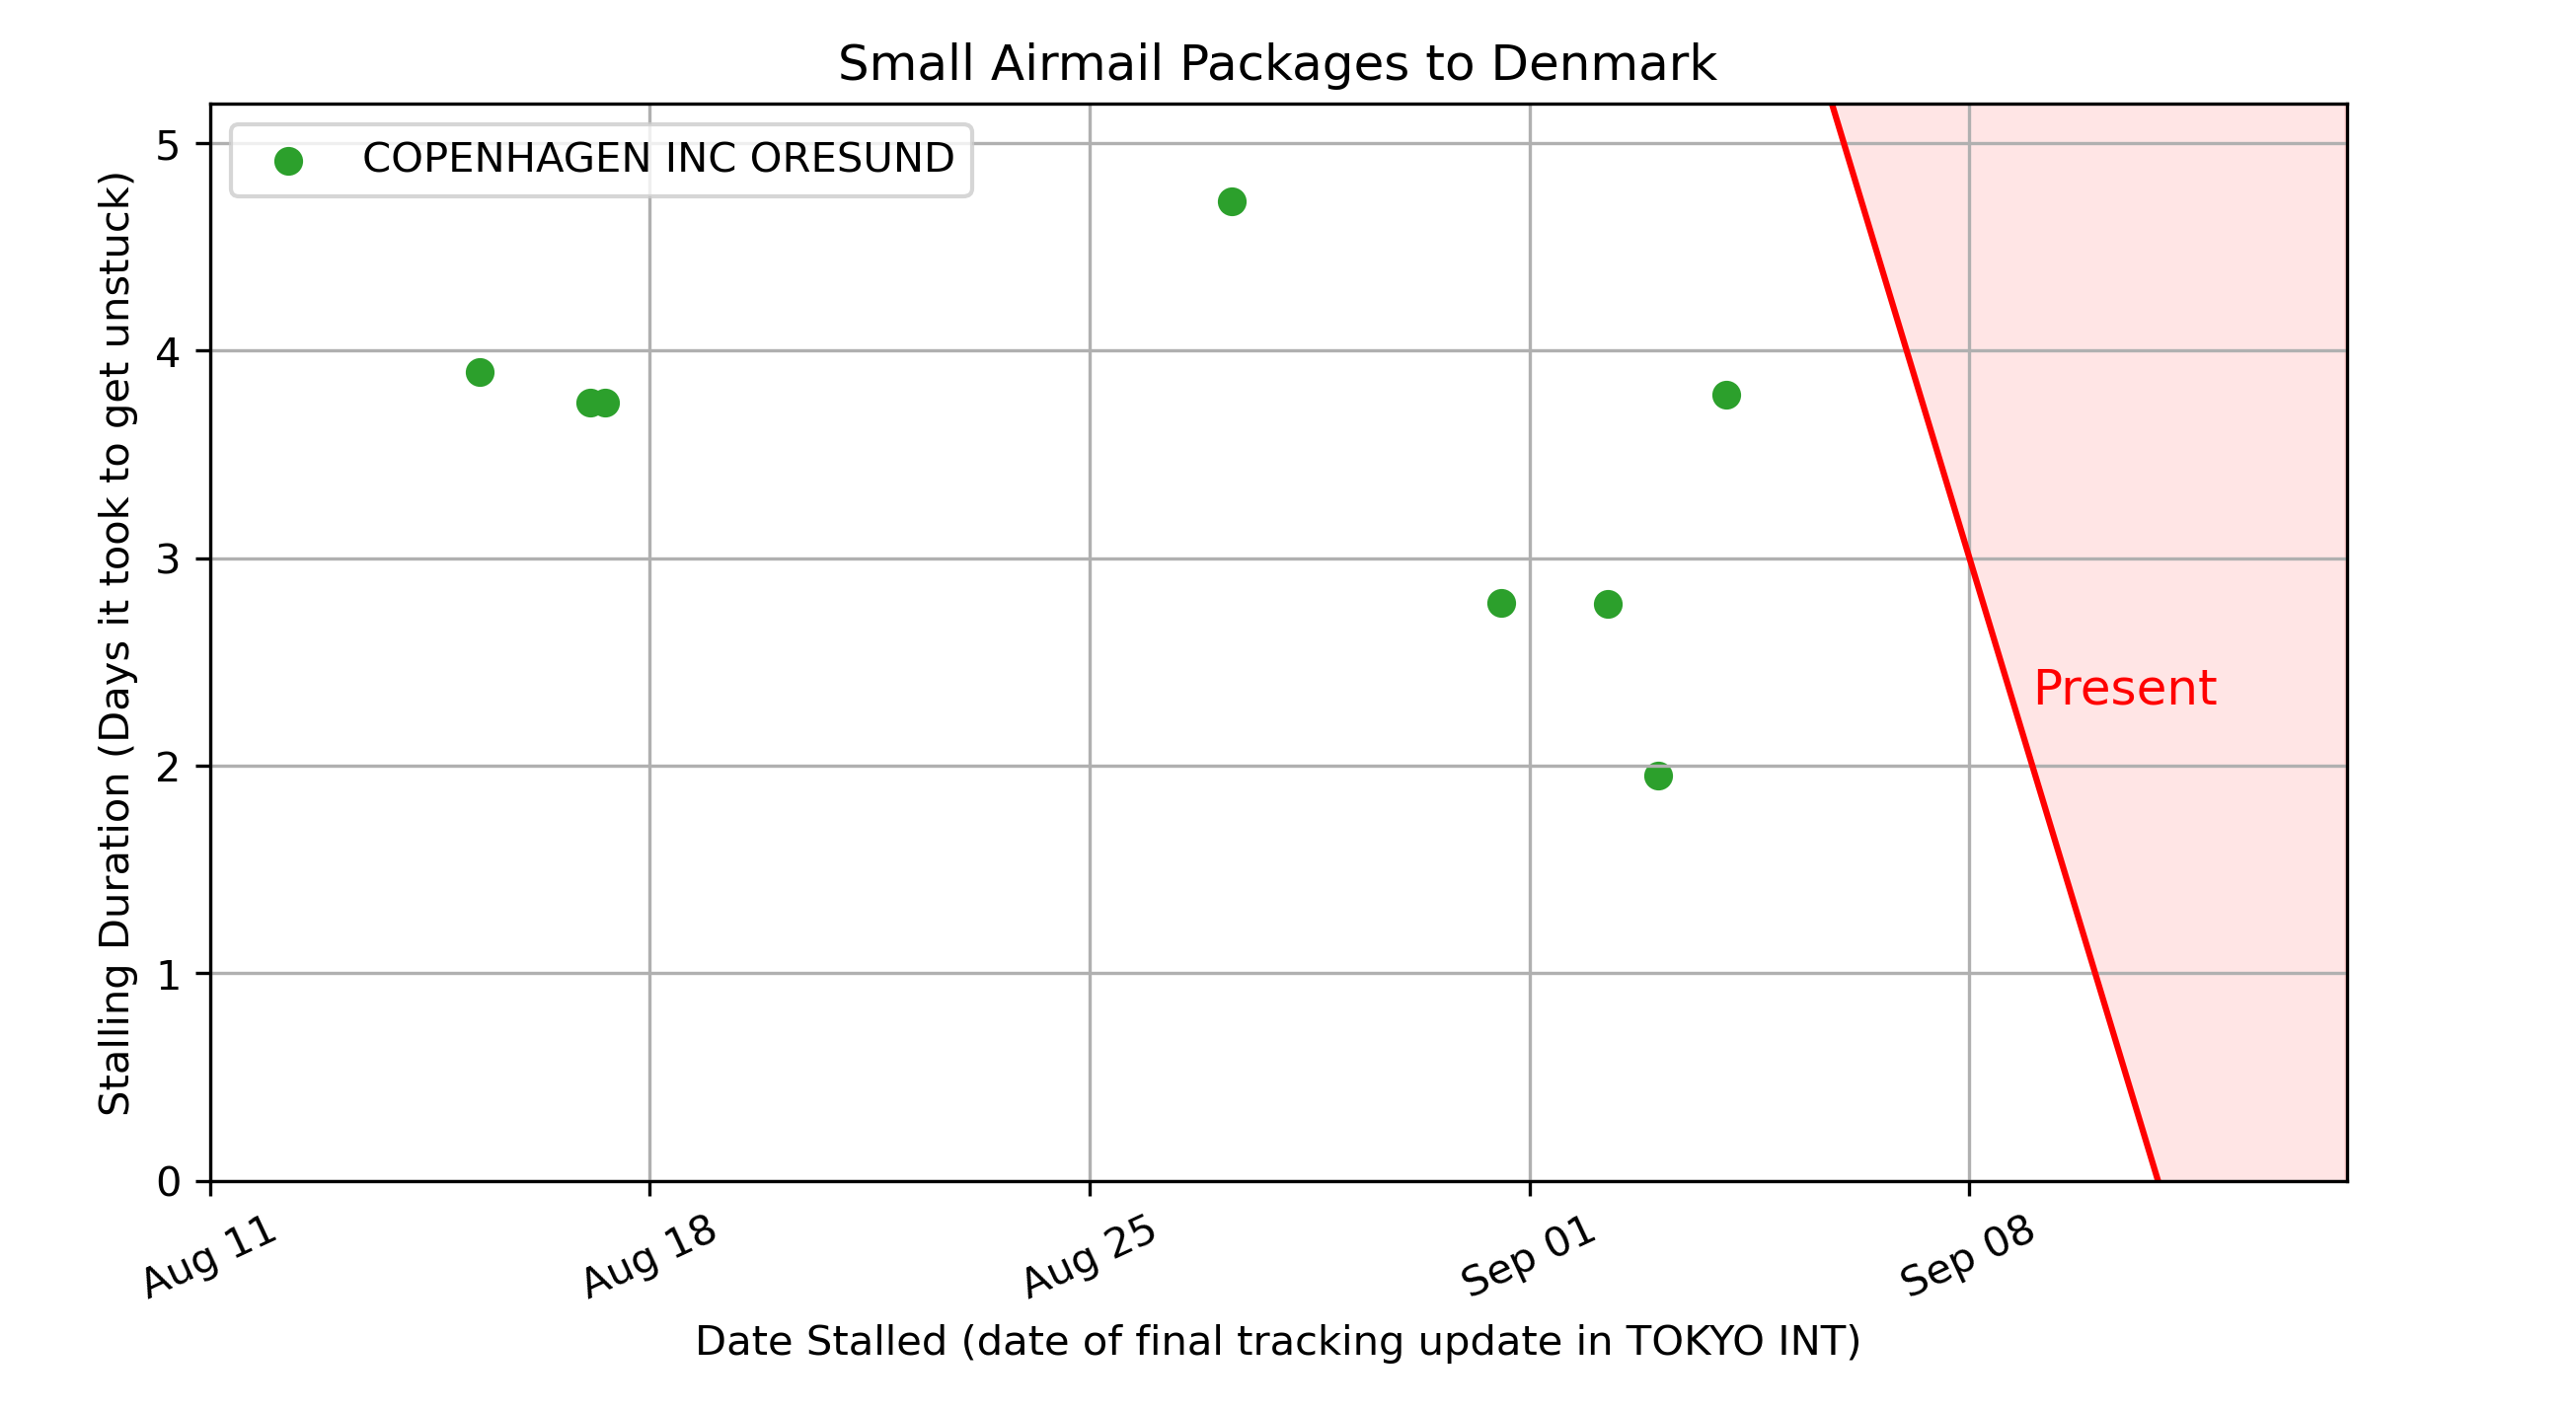 Small Airmail Packages to Denmark
COPENHAGEN INC ORESUND
Stalling Duration (Days it took to get unstuck)
5
4
3
2
1
0
Present
Aug 11
Aug 18
Aug 25
Sep 01
Sep 08
Date Stalled (date of final tracking update in TOKYO INT)